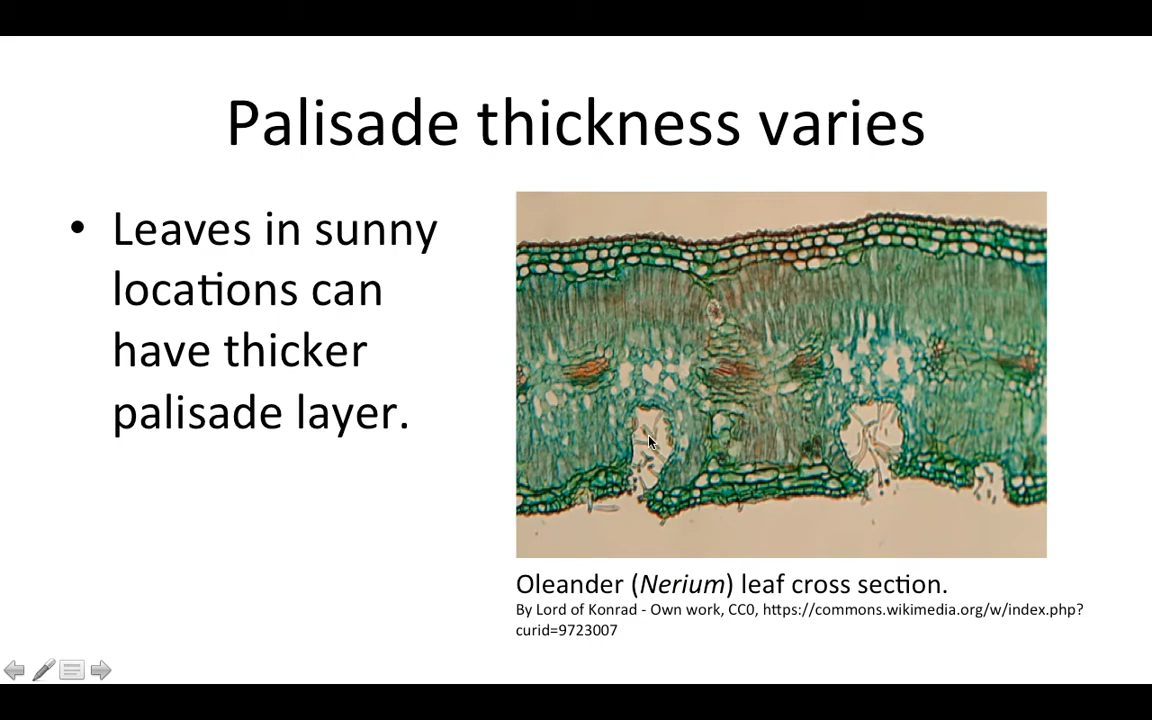 Palisade thickness varies
• Leaves in sunny
locations can
have thicker
palisade layer.
Oleander (Nerium) leaf cross section.
By Lord of Konrad - Own work, CC0, https://commons.wikimedia.org/w/index.php?
curid=9723007